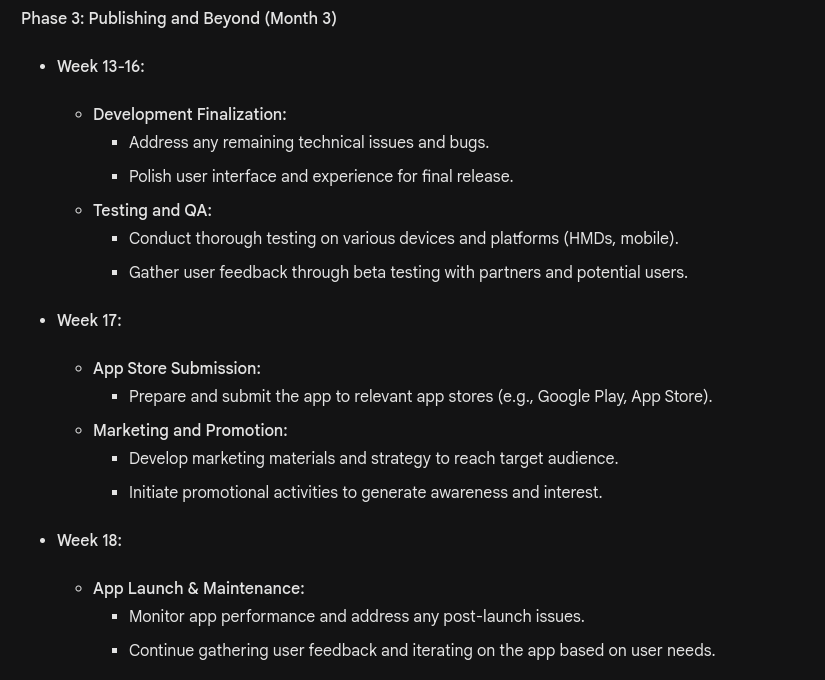 Phase 3: Publishing and Beyond (Month 3)
Week 13-16:
Development Finalization:
Address any remaining technical issues and bugs.
Polish user interface and experience for final release.
Testing and QA:
Conduct thorough testing on various devices and platforms (HMDs, mobile).
Gather user feedback through beta testing with partners and potential users.
Week 17:
App Store Submission:
Prepare and submit the app to relevant app stores (e.g., Google Play, App Store).
Marketing and Promotion:
Develop marketing materials and strategy to reach target audience.
Initiate promotional activities to generate awareness and interest.
Week 18:
App Launch & Maintenance:
Monitor app performance and address any post-launch issues.
Continue gathering user feedback and iterating on the app based on user needs.